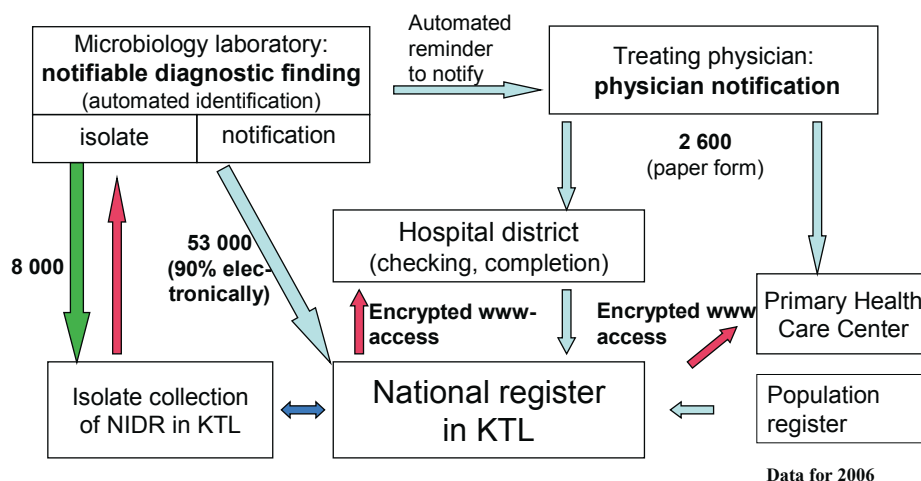 Microbiology laboratory:
notifiable diagnostic finding
(automated identification)
isolate
notification
Automated
reminder
to notify
Treating physician:
physician notification
2 600
(paper form)
8 000
53 000
(90% elec-
tronically)
Hospital district
(checking, completion)
Encrypted www-
access
Encrypted www
access
Primary Health
Care Center
Isolate collection
of NIDR in KTL
National register
in KTL
Population
register
Data for 2006